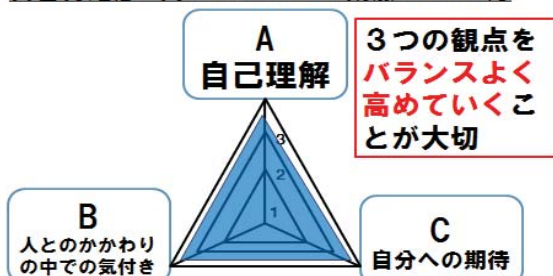 A
自己理解
3つの観点を
バランスよく
高めていくこ
とが大切
3
2
1
B
人とのかかわり
の中での気付き
C
自分への期待